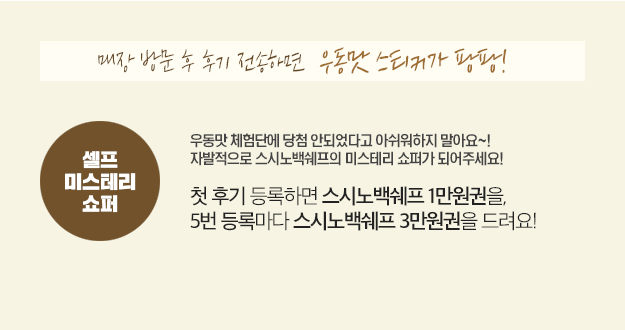 매장 방문 후 후기 전송하면 우동맛 스티커가 팡팡!
셀프
미스테리
쇼퍼
우동맛 체험단에 당첨 안되었다고 아쉬워하지 말아요~!
자발적으로 스시노백쉐프의 미스테리 쇼퍼가 되어주세요!
첫 후기 등록하면 스시노백쉐프 1만원권을,
5번 등록마다 스시노백쉐프 3만원권을 드려요!